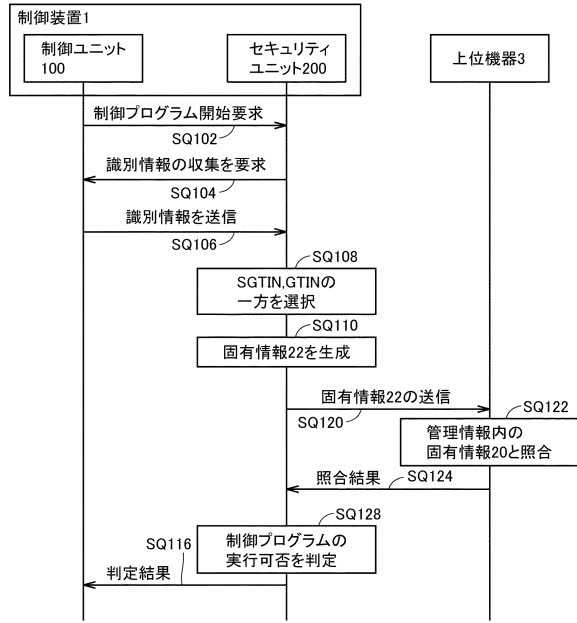 制御装置1
制御ユニット
100
セキュリティ
ユニット200
上位機器3
制御プログラム開始要求
SQ102
識別情報の収集を要求
SQ104
識別情報を送信
SQ106
SQ108
SGTIN,GTINの
一方を選択
SQ110
固有情報22を生成
固有情報22の送信
SQ120
SQ122
管理情報内の
固有情報20と照合
照合結果
SQ124
SQ128
制御プログラムの
実行可否を判定
SQ116
判定結果